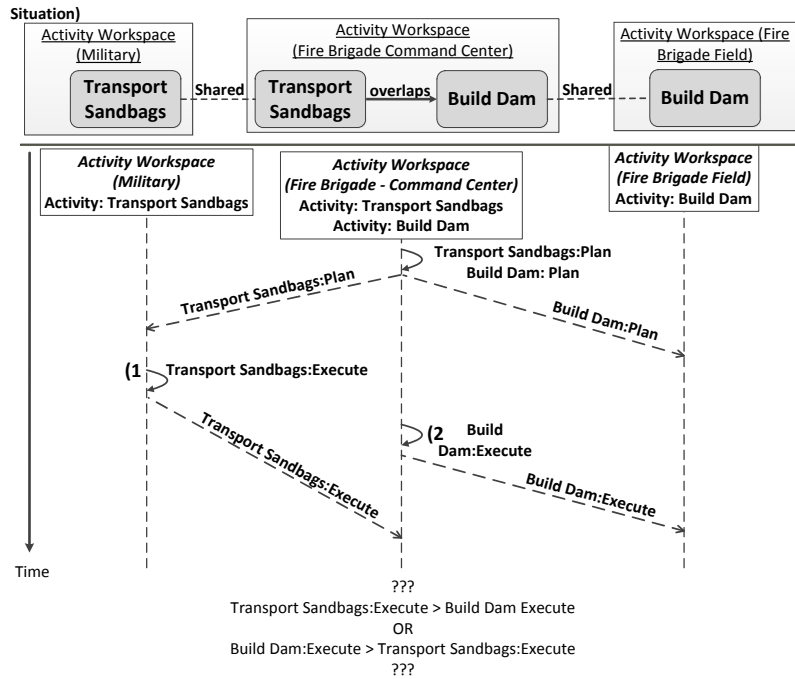 Situation)
Activity Workspace
(Military)
Transport
Sandbags
Shared
Activity Workspace
(Fire Brigade Command Center)
Transport
Sandbags
overlaps
Build Dam
Shared
Activity Workspace (Fire
Brigade Field)
Build Dam
Activity Workspace
(Military)
Activity: Transport Sandbags
Activity Workspace
(Fire Brigade - Command Center)
Activity: Transport Sandbags
Activity: Build Dam
Activity Workspace
(Fire Brigade Field)
Activity: Build Dam
Transport Sandbags:Plan
Build Dam: Plan
Transport Sandbags:Plan
Build Dam:Plan
(1
Transport Sandbags:Execute
Transport Sandbags:Execute
(2
Build
Dam:Execute
Build Dam:Execute
Time
???
Transport Sandbags:Execute > Build Dam Execute
OR
Build Dam:Execute > Transport Sandbags:Execute
???